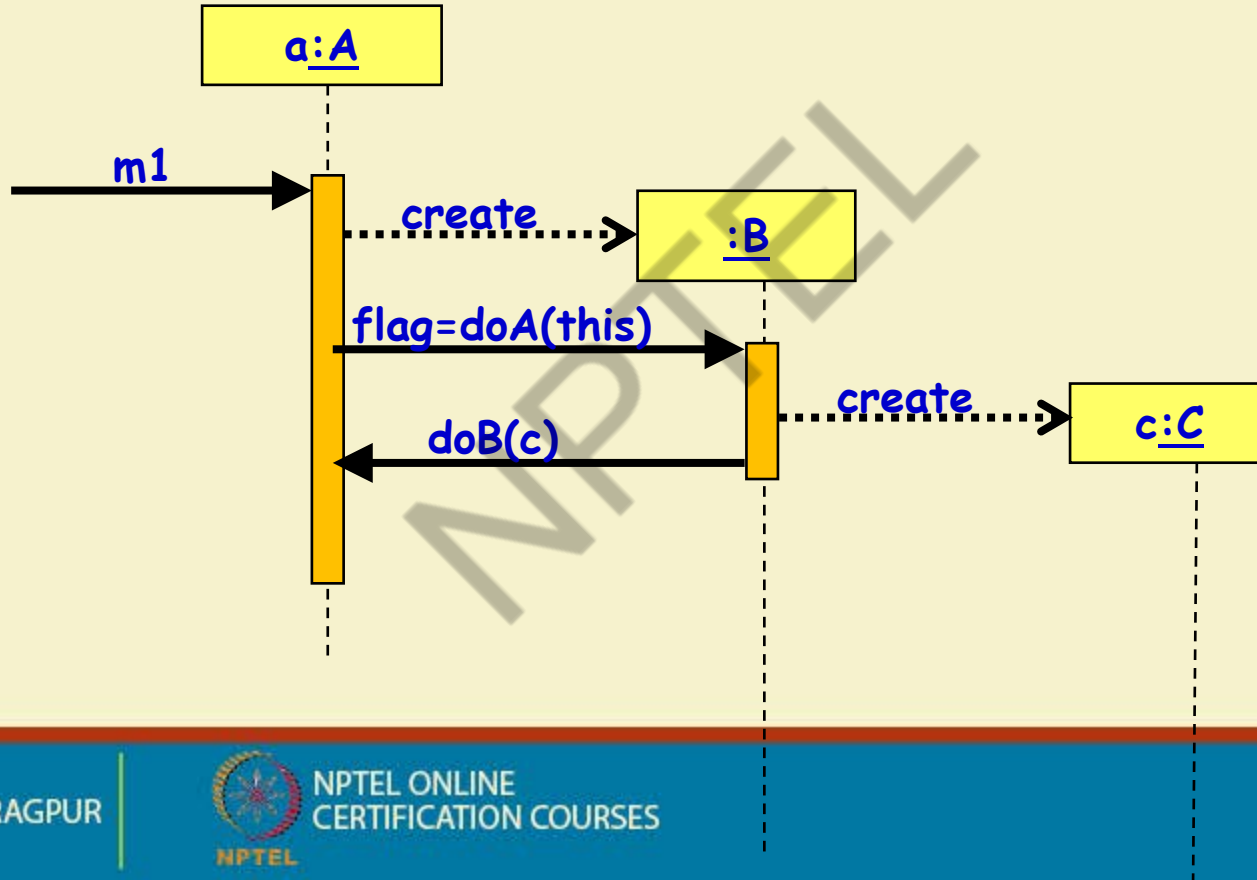 a:A
m1
create
:B
flag=doA(this)
create
c:C
doB(c)
NPTEL
RAGPUR
NPTEL ONLINE
CERTIFICATION COURSES
NPTEL